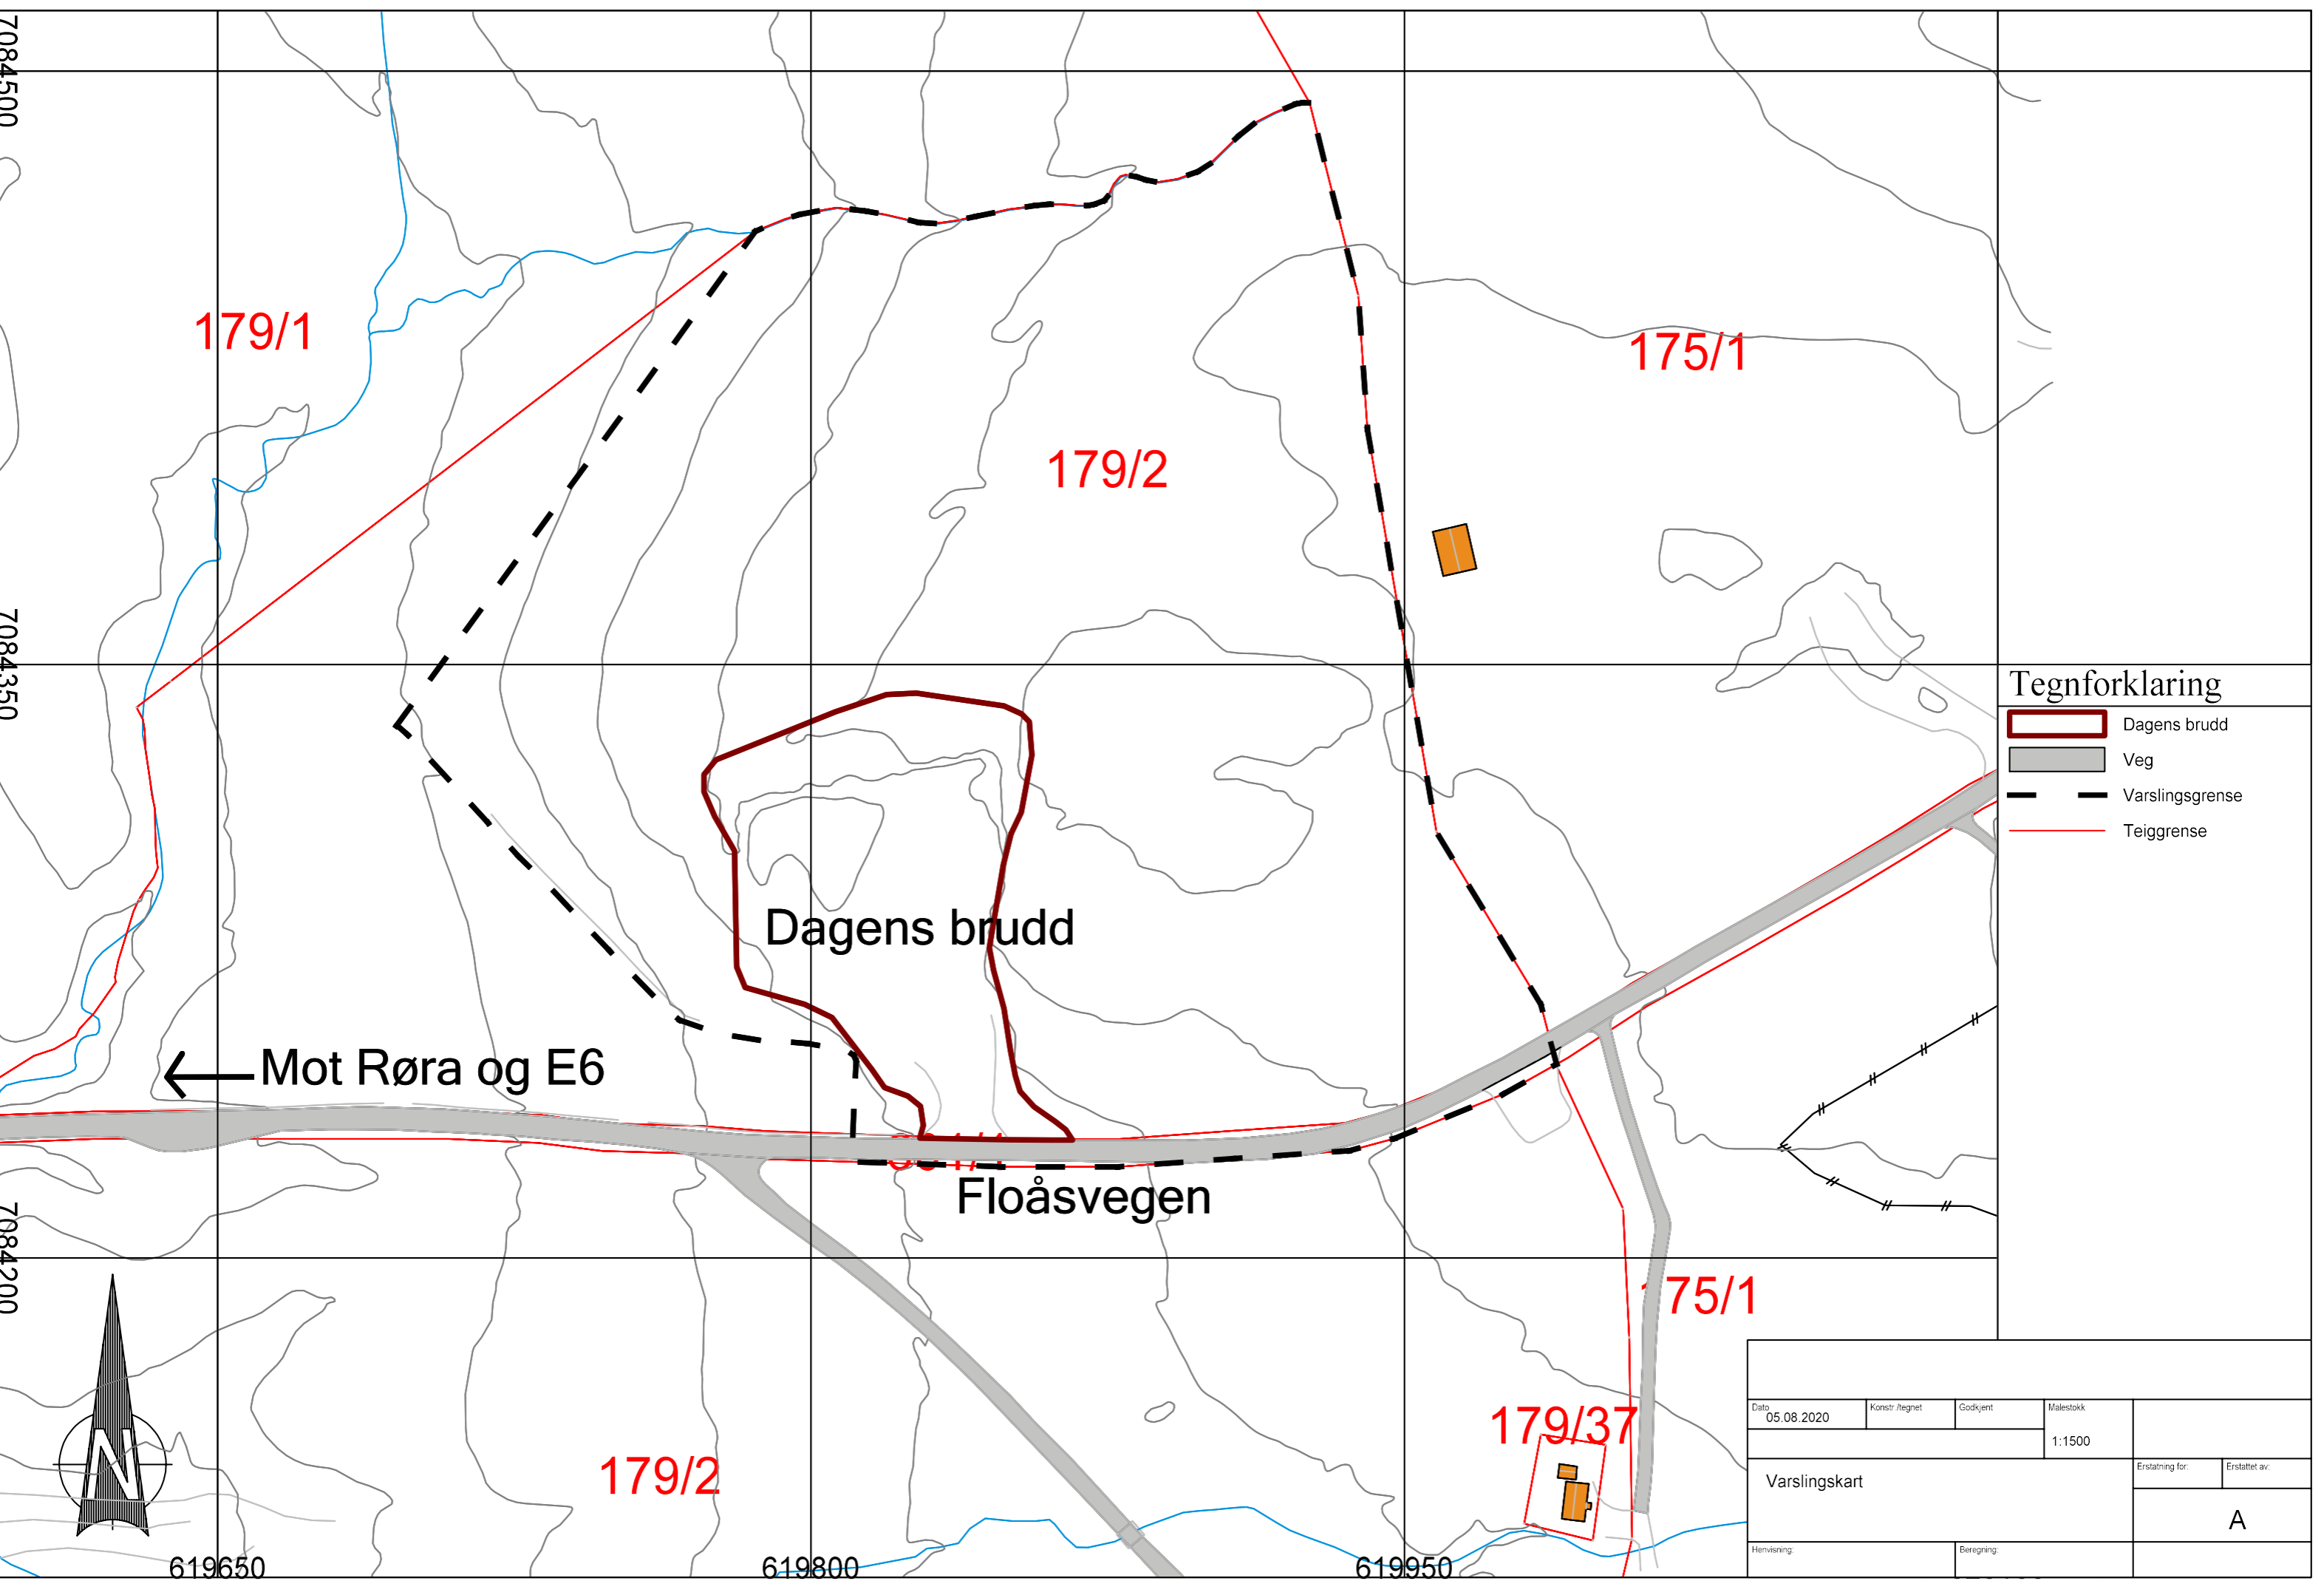 7084500
179/1
175/1
179/2
7084350
Tegnforklaring
Dagens brudd
Veg
Varslingsgrense
Teiggrense
Dagens brudd
Mot Røra og E6
Floåsvegen
7084200
175/1
179/37
179/2
N
Dato
05.08.2020
Konstr./tegnet
Godkjent
Målestokk
1:1500
Varslingskart
Erstatning for:
Erstattet av:
A
Henvisning:
Beregning:
619650
619800
619950